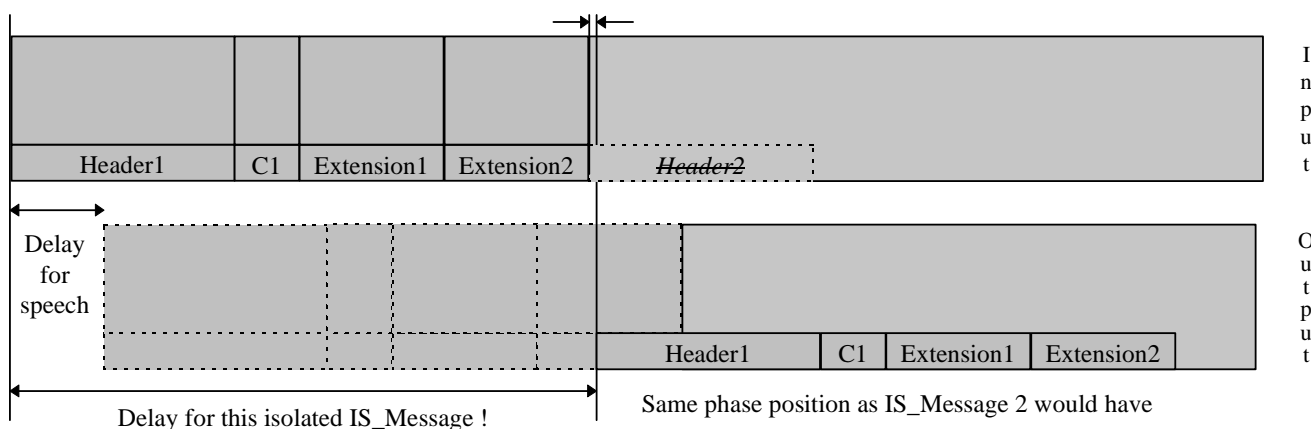 Header1 C1 Extension1 Extension2 Header2
I
n
p
u
t
Delay
for
speech
Header1 C1 Extension1 Extension2
O
u
t
p
u
t
Delay for this isolated IS_Message !
Same phase position as IS_Message 2 would have